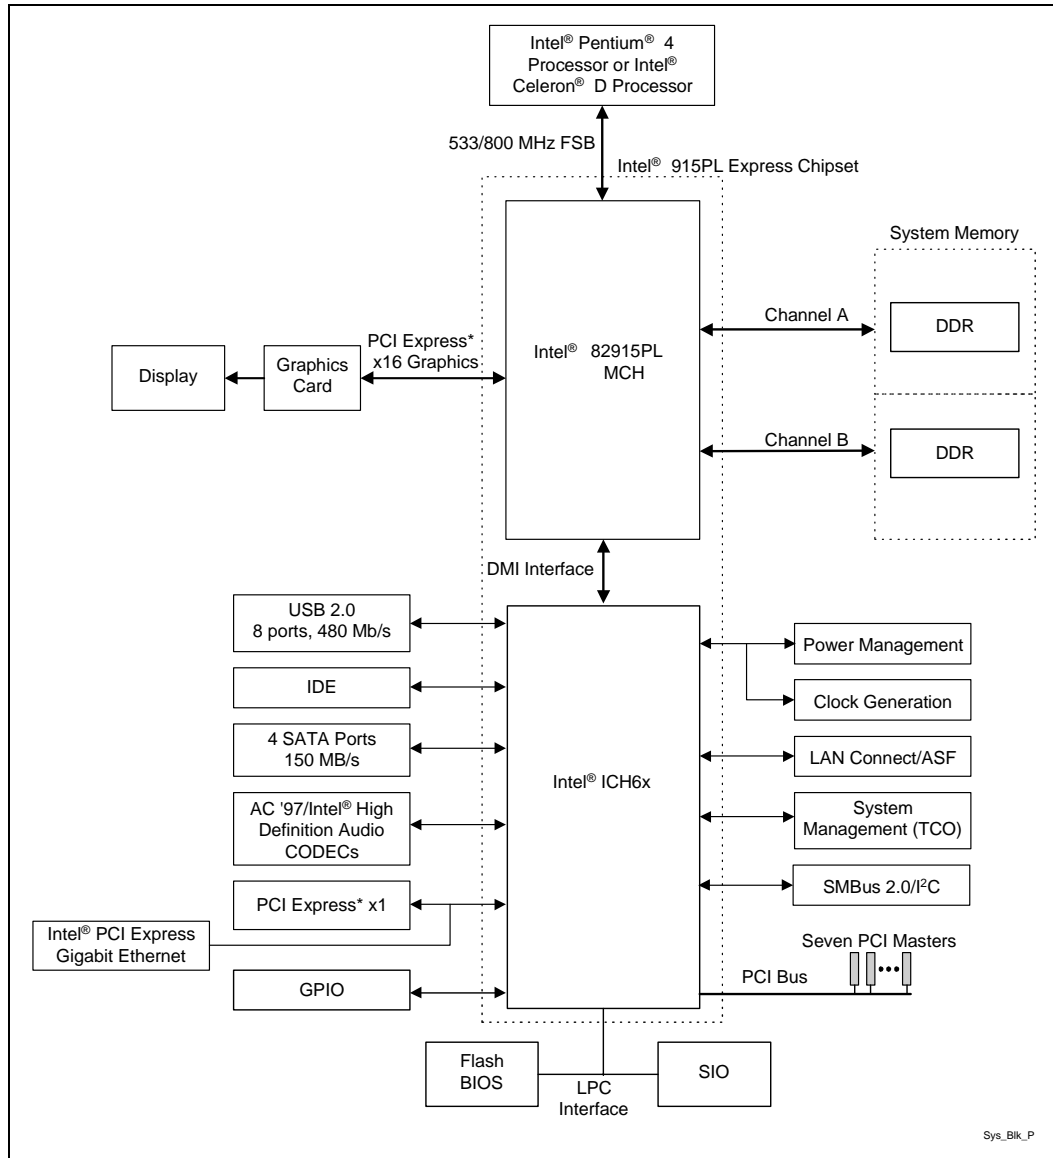 Intel® Pentium® 4
Processor or Intel®
Celeron® D Processor
533/800 MHz FSB
Intel® 915PL Express Chipset
System Memory
Channel A
DDR
PCI Express*
x16 Graphics
Intel® 82915PL
MCH
Display
Graphics
Card
Channel B
DDR
DMI Interface
USB 2.0
8 ports, 480 Mb/s
Power Management
IDE
Clock Generation
4 SATA Ports
150 MB/s
LAN Connect/ASF
Intel® ICH6x
AC '97/Intel® High
Definition Audio
CODECs
System
Management (TCO)
PCI Express* x1
SMBus 2.0/I²C
Intel® PCI Express
Gigabit Ethernet
Seven PCI Masters
PCI Bus
GPIO
Flash
BIOS
LPC
Interface
SIO
Sys_Blk_P